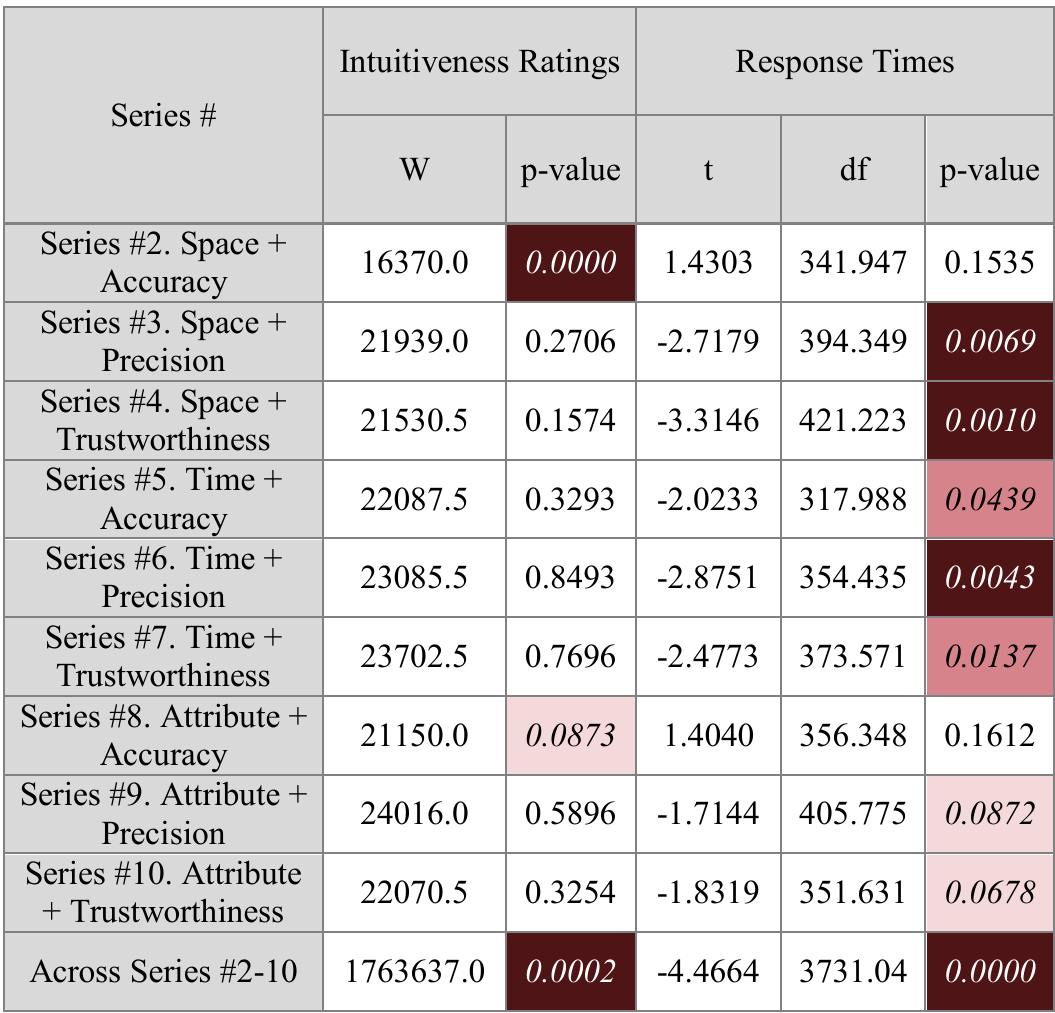 Series #
Intuitiveness Ratings
Response Times
W
p-value
t
df
p-value
Series #2. Space +
Accuracy
16370.0
0.0000
1.4303
341.947
0.1535
Series #3. Space +
Precision
21939.0
0.2706
-2.7179
394.349
0.0069
Series #4. Space +
Trustworthiness
21530.5
0.1574
-3.3146
421.223
0.0010
Series #5. Time +
Accuracy
22087.5
0.3293
-2.0233
317.988
0.0439
Series #6. Time +
Precision
23085.5
0.8493
-2.8751
354.435
0.0043
Series #7. Time +
Trustworthiness
23702.5
0.7696
-2.4773
373.571
0.0137
Series #8. Attribute +
Accuracy
21150.0
0.0873
1.4040
356.348
0.1612
Series #9. Attribute +
Precision
24016.0
0.5896
-1.7144
405.775
0.0872
Series #10. Attribute
+ Trustworthiness
22070.5
0.3254
-1.8319
351.631
0.0678
Across Series #2-10
1763637.0
0.0002
-4.4664
3731.04
0.0000